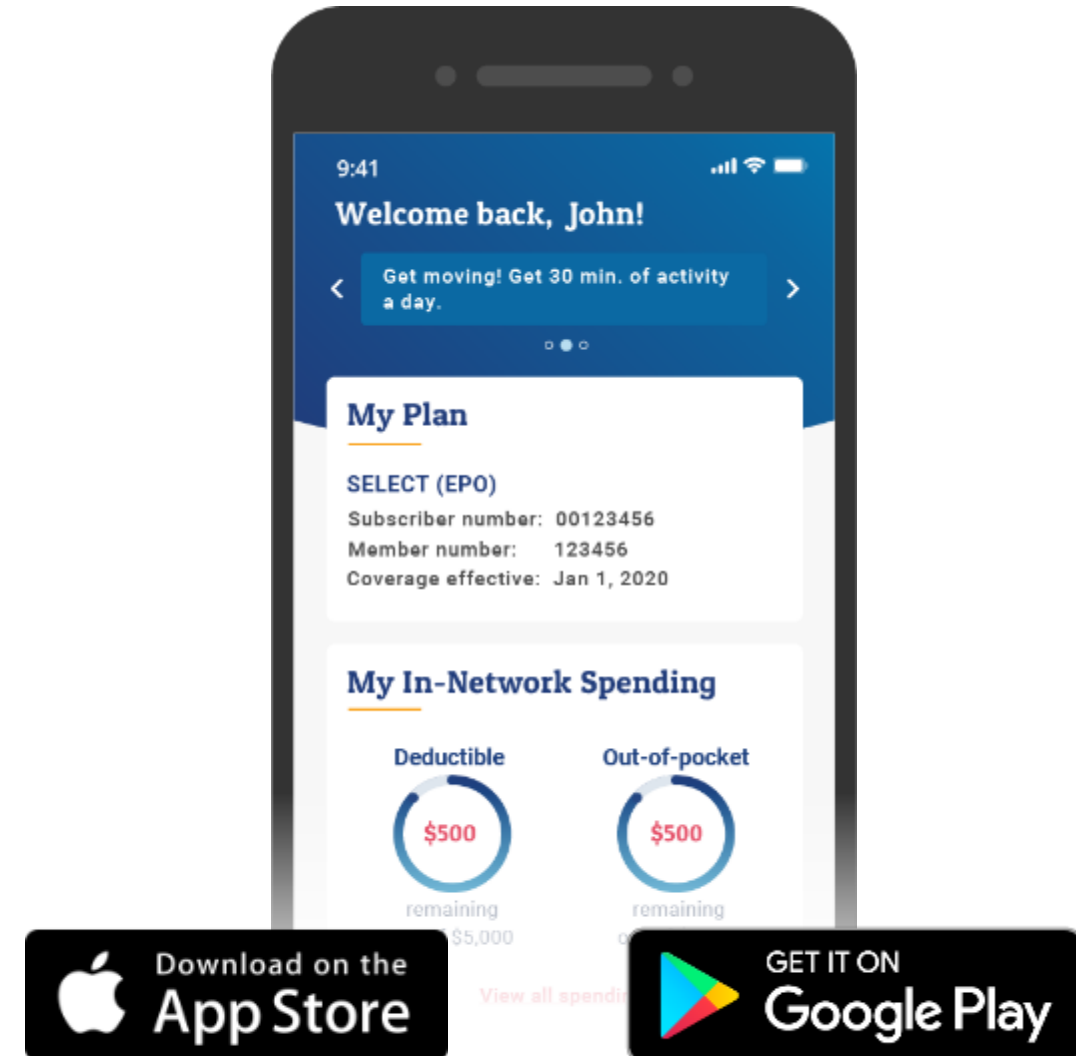 9:41
Welcome back, John!
Get moving! Get 30 min. of activity
a day.
My Plan
SELECT (EPO)
Subscriber number: 00123456
Member number: 123456
Coverage effective: Jan 1, 2020
My In-Network Spending
Deductible Out-of-pocket
$500 $500
remaining remaining
$5,000
View all
Download on the
App Store
GET IT ON
Google Play